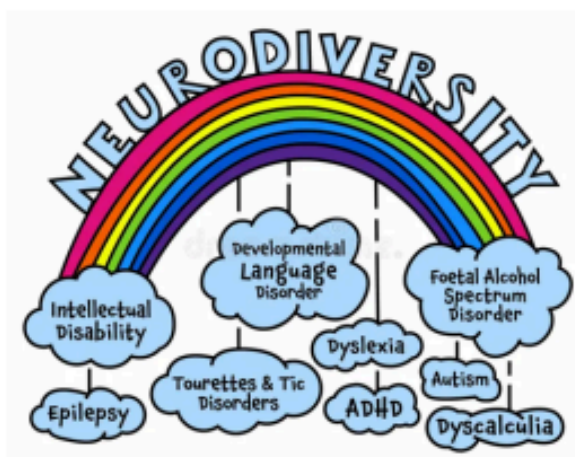 NEURODIVERSITY
Developmental
Language
Disorder
Foetal Alcohol
Spectrum
Disorder
Intellectual
Disability
Dyslexia
Autism
Tourettes & Tic
Disorders
Epilepsy
ADHD
Dyscalculia